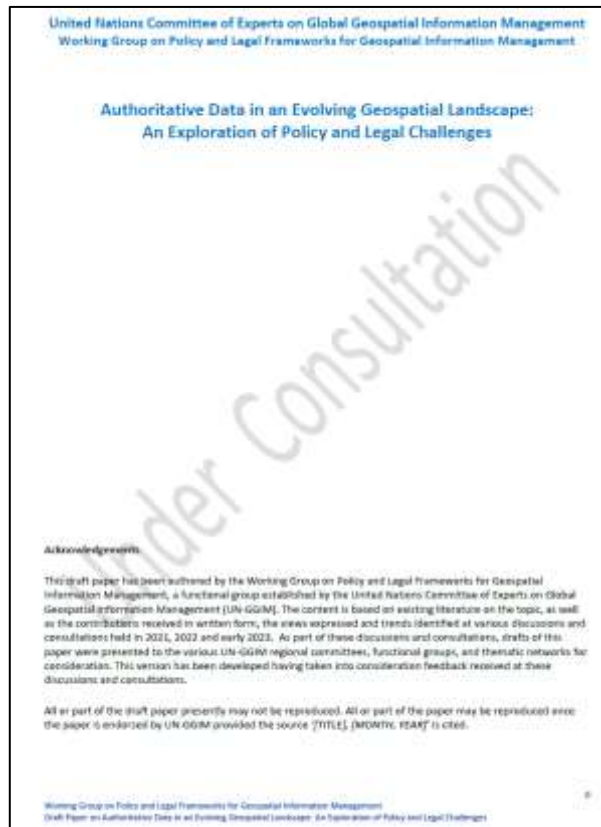 United Nations Committee of Experts on Global Geospatial Information Management
Working Group on Policy and Legal Frameworks for Geospatial Information Management
Authoritative Data in an Evolving Geospatial Landscape:
An Exploration of Policy and Legal Challenges
Under Consultation
Acknowledgements
This draft paper has been authored by the Working Group on Policy and Legal Frameworks for Geospatial
Information Management, a functional group established by the United Nations Committee of Experts on Global
Geospatial Information Management (UN-GGIM). The content is based on existing literature on the topic, as well
as the contributions received in written form, the views expressed and trends identified at various discussions and
consultations held in 2021, 2022 and early 2023. As part of these discussions and consultations, drafts of this
paper were presented to the various UN-GGIM regional committees, functional groups, and thematic networks for
consideration. This version has been developed having taken into consideration feedback received at these
discussions and consultations.
All or part of the draft paper presently may not be reproduced. All or part of the paper may be reproduced once
the paper is endorsed by UN-GGIM provided the source '[TITLE], [MONTH, YEAR]' is cited.
Working Group on Policy and Legal Frameworks for Geospatial Information Management
Draft Paper on Authoritative Data in an Evolving Geospatial Landscape: An Exploration of Policy and Legal Challenges